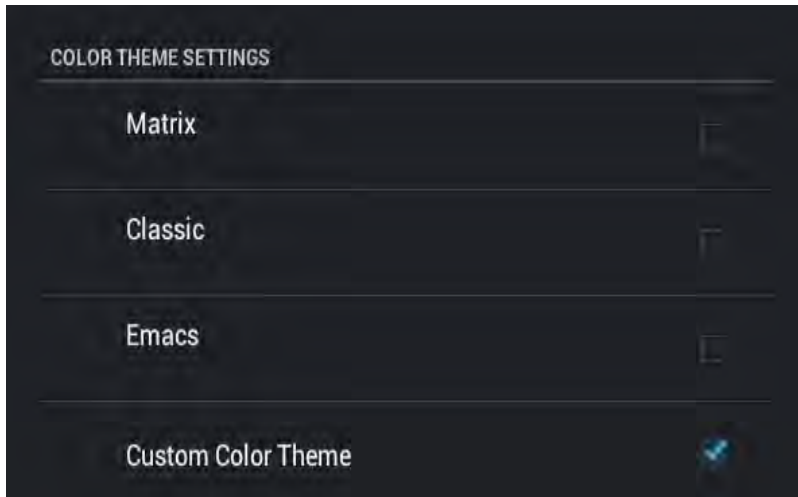 COLOR THEME SETTINGS
Matrix
Classic
Emacs
Custom Color Theme